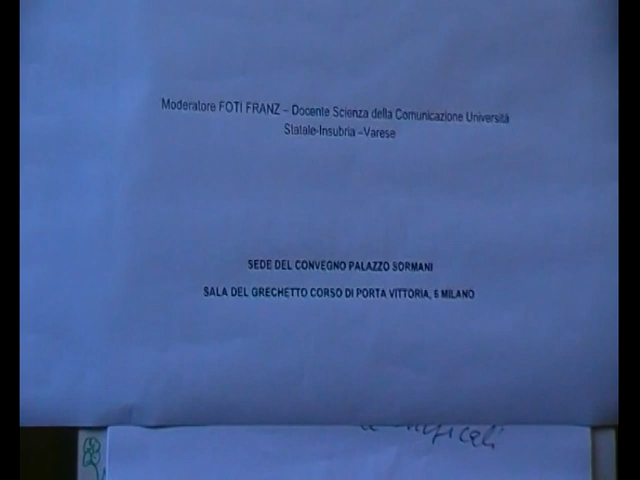 Moderatore FOTI FRANZ – Docente Scienza della Comunicazione Università
Statale-Insubria –Varese
SEDE DEL CONVEGNO PALAZZO SORMANI
SALA DEL GRECHETTO CORSO DI PORTA VITTORIA, 6 MILANO